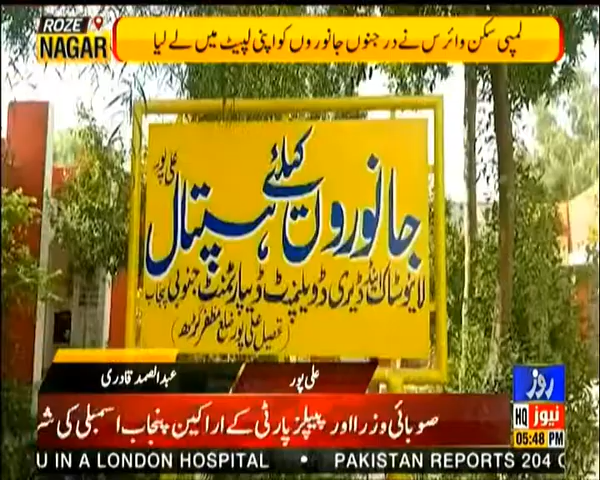 ROZE
NAGAR
لمپی سکن وائرس نے درجنوں جانوروں کو اپنی لپیٹ میں لے لیا
علی پور
جانوروں کیلئے ہسپتال
لائیوسٹاک اینڈ ڈیری ڈویلپمنٹ ڈیپارٹمنٹ جنوبی پنجاب
(تحصیل علی پور ضلع مظفر گڑھ)
علی پور
عبدالصمد قادری
روز
HQ نیوز
05:48 PM
صوبائی وزرا اور پیپلز پارٹی کے اراکین پنجاب اسمبلی کی
U IN A LONDON HOSPITAL • PAKISTAN REPORTS 204